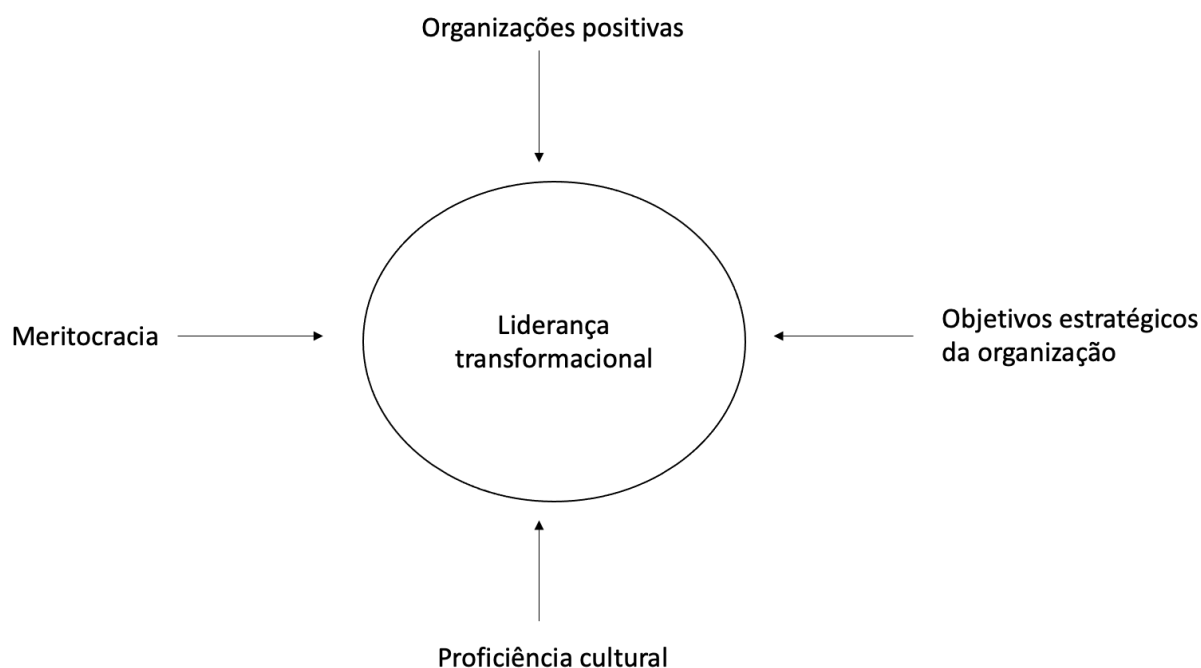 Organizações positivas
Meritocracia
Liderança
transformacional
Objetivos estratégicos
da organização
Proficiência cultural